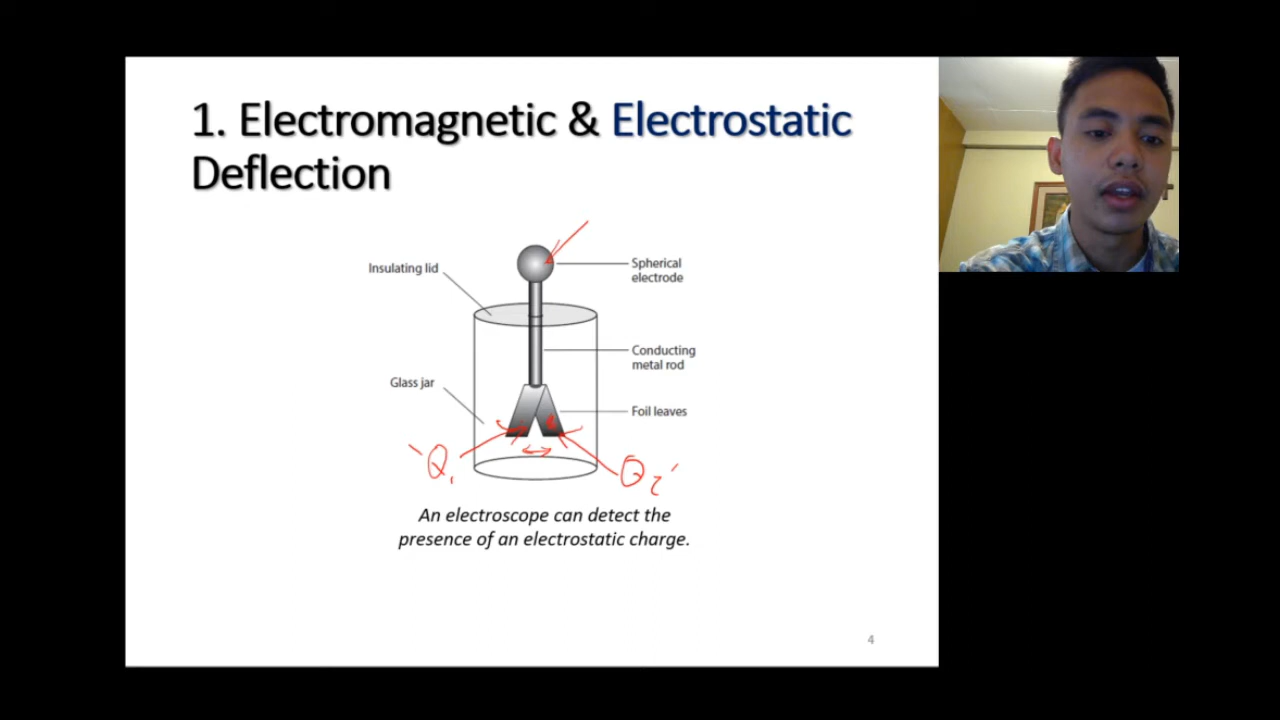 1. Electromagnetic & Electrostatic
Deflection
Insulating lid
Spherical
electrode
Conducting
metal rod
Glass jar
Foil leaves
Q₁
Q₂
An electroscope can detect the
presence of an electrostatic charge.
4